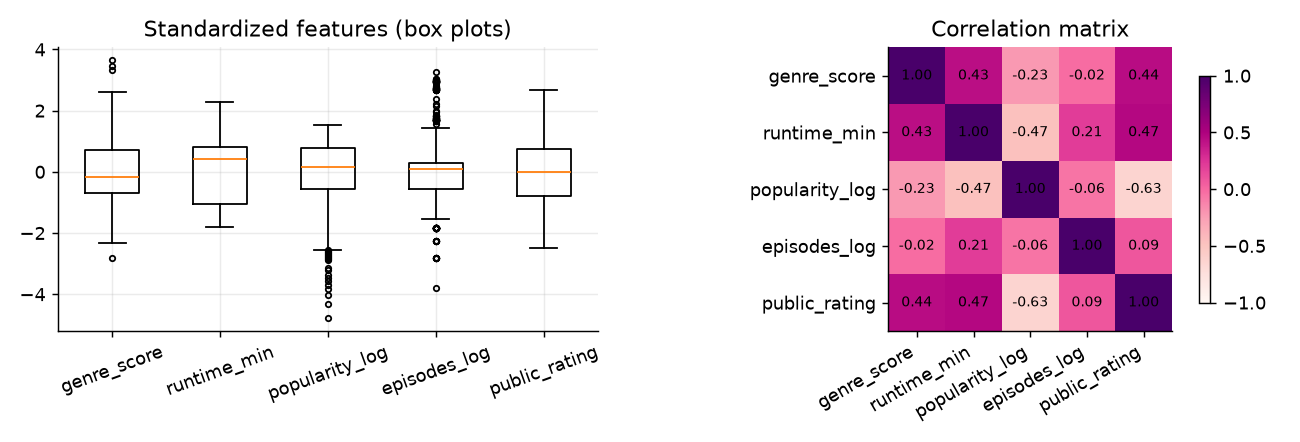 Standardized features (box plots)
4
2
0
−2
−4
genre_score
runtime_min
popularity_log
episodes_log
public_rating
Correlation matrix
genre_score 1.00 0.43 -0.23 -0.02 0.44
runtime_min 0.43 1.00 -0.47 0.21 0.47
popularity_log -0.23 -0.47 1.00 -0.06 -0.63
episodes_log -0.02 0.21 -0.06 1.00 0.09
public_rating 0.44 0.47 -0.63 0.09 1.00
genre_score
runtime_min
popularity_log
episodes_log
public_rating
1.0
0.5
0.0
−0.5
−1.0